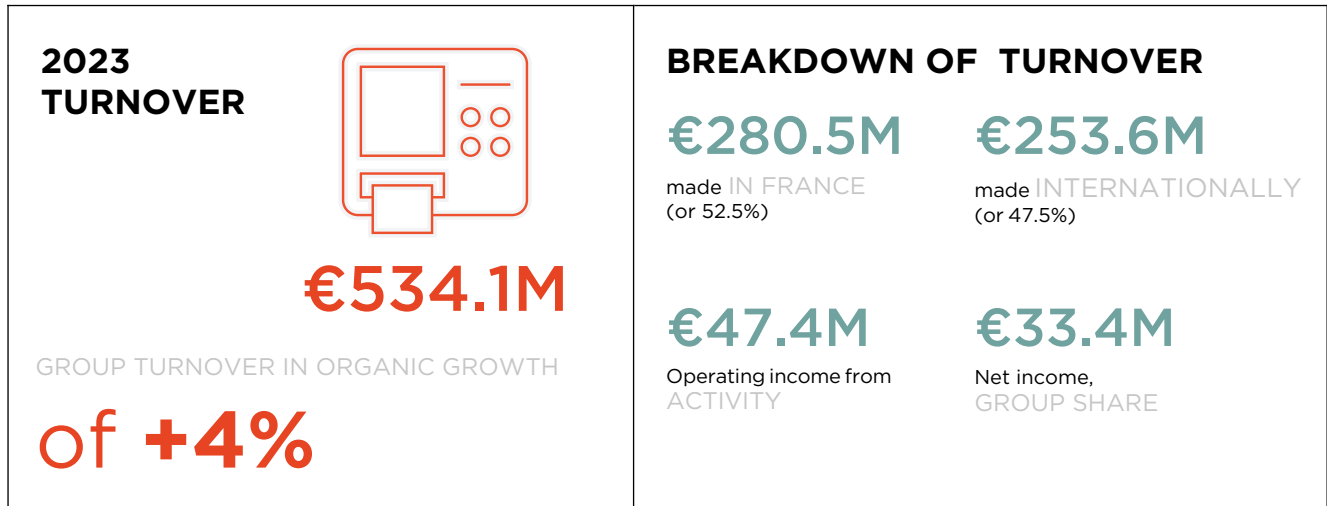 2023
TURNOVER
€534.1M
GROUP TURNOVER IN ORGANIC GROWTH
of +4%
BREAKDOWN OF TURNOVER
€280.5M
made IN FRANCE
(or 52.5%)
€253.6M
made INTERNATIONALLY
(or 47.5%)
€47.4M
Operating income from
ACTIVITY
€33.4M
Net income,
GROUP SHARE